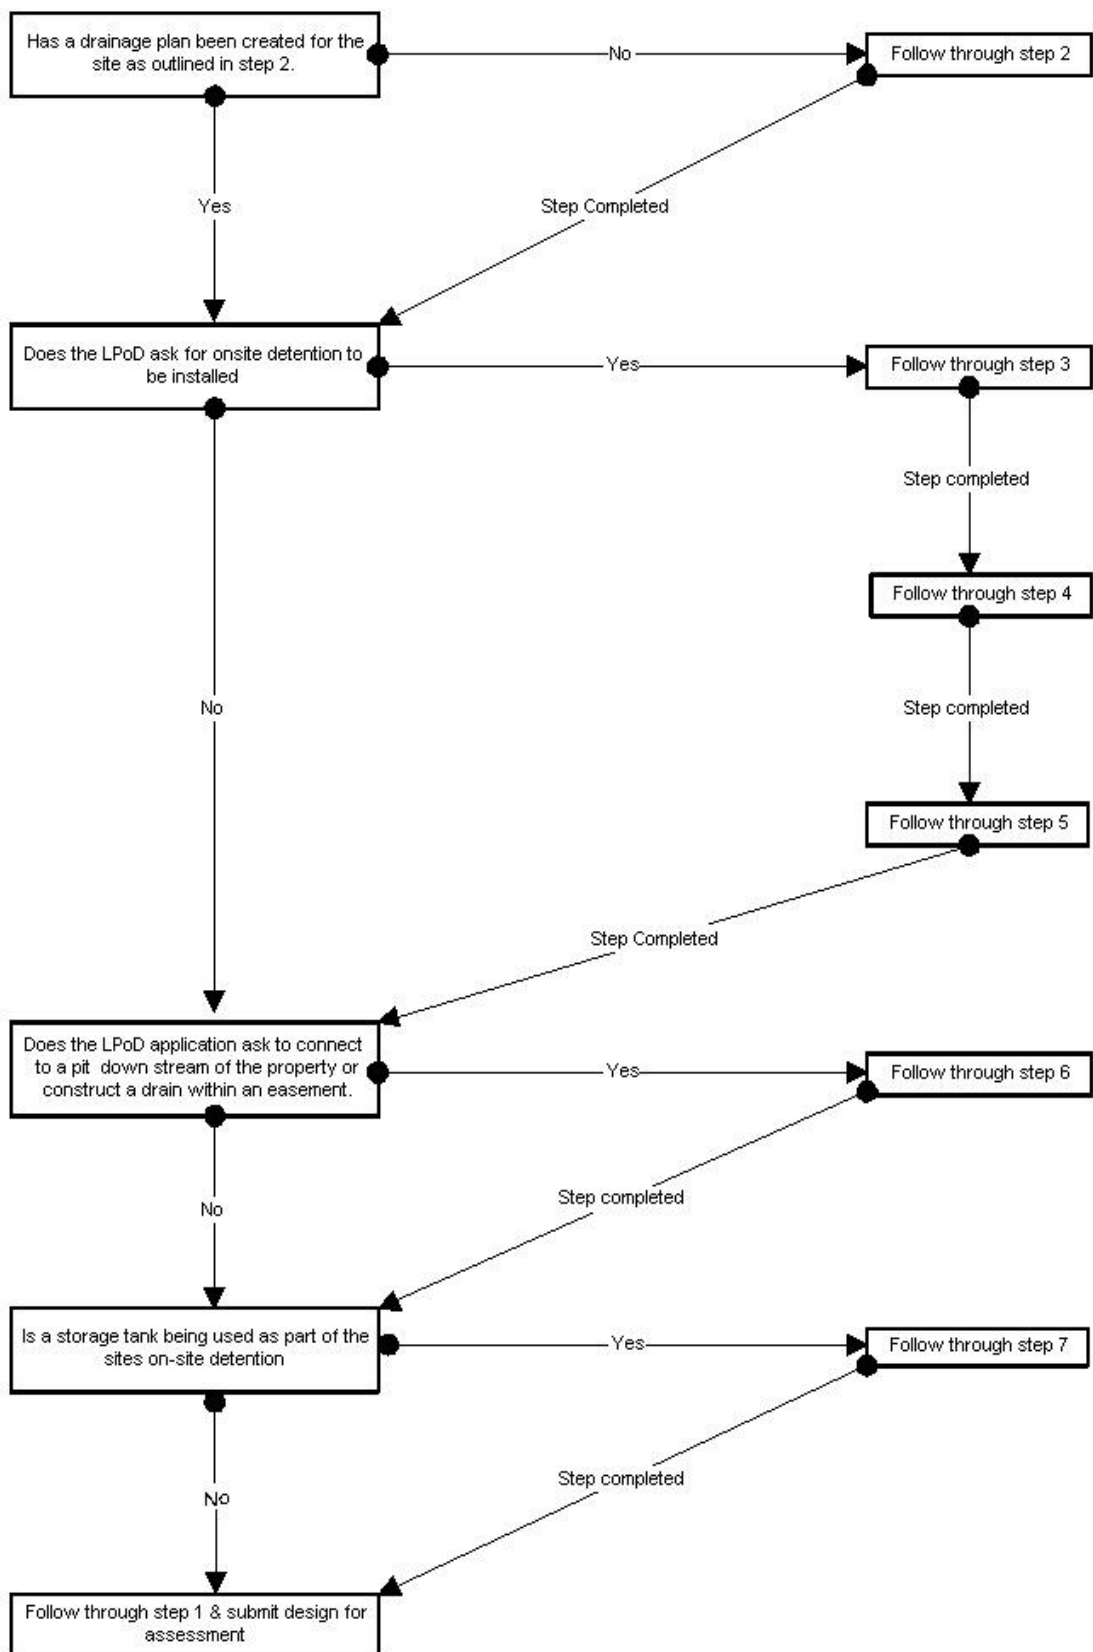 Has a drainage plan been created for the
site as outlined in step 2.
No
Follow through step 2
Yes
Step Completed
Does the LPoD ask for onsite detention to
be installed
Yes
Follow through step 3
Step completed
Follow through step 4
No
Step completed
Follow through step 5
Step Completed
Does the LPoD application ask to connect
to a pit down stream of the property or
construct a drain within an easement.
Yes
Follow through step 6
No
Step completed
Is a storage tank being used as part of the
sites on-site detention
Yes
Follow through step 7
No
Step completed
Follow through step 1 & submit design for
assessment